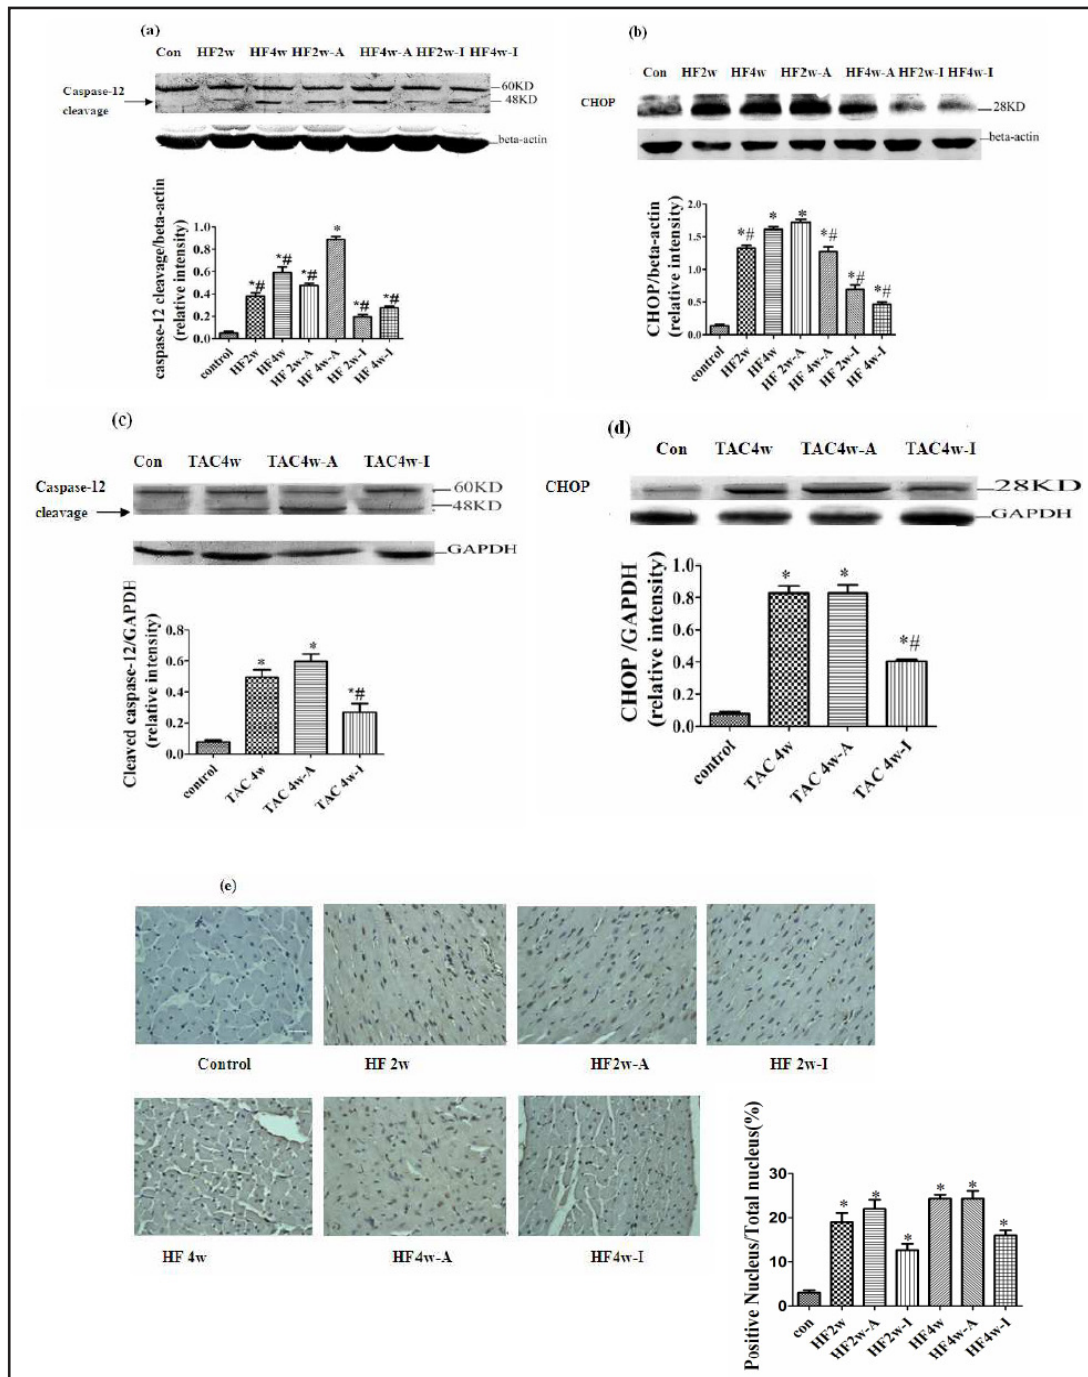 (a)
Con HF2w HF4w HF2w-A HF4w-A HF2w-I HF4w-I
60KD
Caspase-12
cleavage
48KD
beta-actin
caspase-12 cleavage/beta-actin
(relative intensity)
1.0
0.8
0.6
0.4
0.2
0.0
*# *# *# * *# *#
control HF2w HF4w HF 2w-A HF 4w-A HF 2w-I HF 4w-I
(b)
Con HF2w HF4w HF2w-A HF4w-A HF2w-I HF4w-I
CHOP
28KD
beta-actin
CHOP/beta-actin
(relative intensity)
2.0
1.5
1.0
0.5
0.0
*# * * *# *# *#
control HF2w HF4w HF 2w-A HF 4w-A HF 2w-I HF 4w-I
(c)
Con TAC4w TAC4w-A TAC4w-I
Caspase-12
cleavage
60KD
48KD
GAPDH
Cleaved caspase-12/GAPDH
(relative intensity)
0.8
0.6
0.4
0.2
0.0
* * *#
control TAC 4w TAC 4w-A TAC 4w-I
(d)
Con TAC4w TAC4w-A TAC4w-I
CHOP
28KD
GAPDH
CHOP /GAPDH
(relative intensity)
1.0
0.8
0.6
0.4
0.2
0.0
* * *#
control TAC 4w TAC 4w-A TAC 4w-I
(e)
Control HF 2w HF2w-A HF 2w-I
HF 4w HF4w-A HF4w-I
Positive Nucleus/Total nucleus(%)
30
20
10
0
* * * * * *
con HF2w HF2w-A HF2w-I HF4w HF4w-A HF4w-I